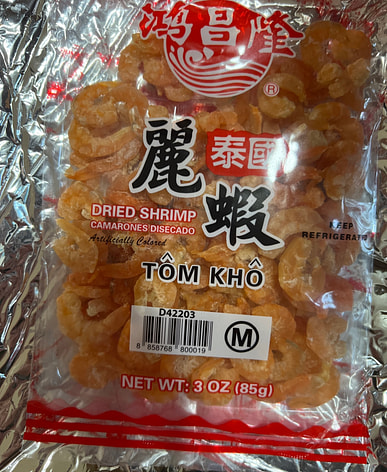 鴻昌隆
®
泰國
麗蝦
DRIED SHRIMP
CAMARONES DISECADO
Artificially Colored
KEEP
REFRIGERATED
TÔM KHÔ
D42203
8 858768 800019
M
NET WT: 3 OZ (85g)